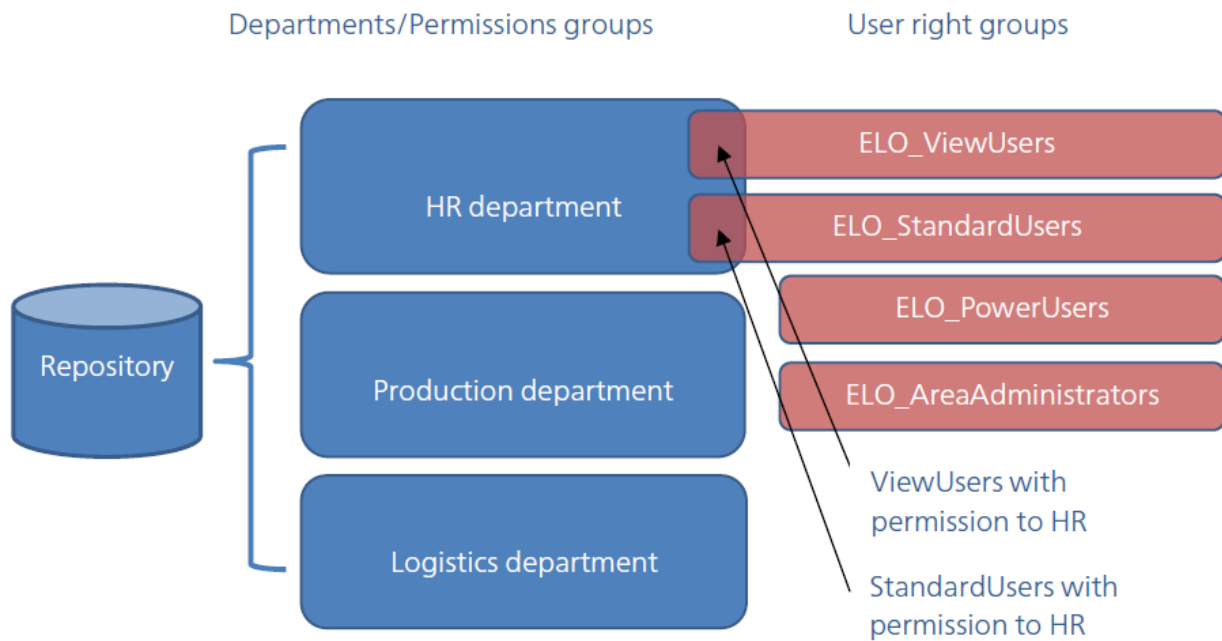 Departments/Permissions groups
User right groups
ELO_ViewUsers
HR department
ELO_StandardUsers
ELO_PowerUsers
Repository
Production department
ELO_AreaAdministrators
ViewUsers with
permission to HR
Logistics department
StandardUsers with
permission to HR